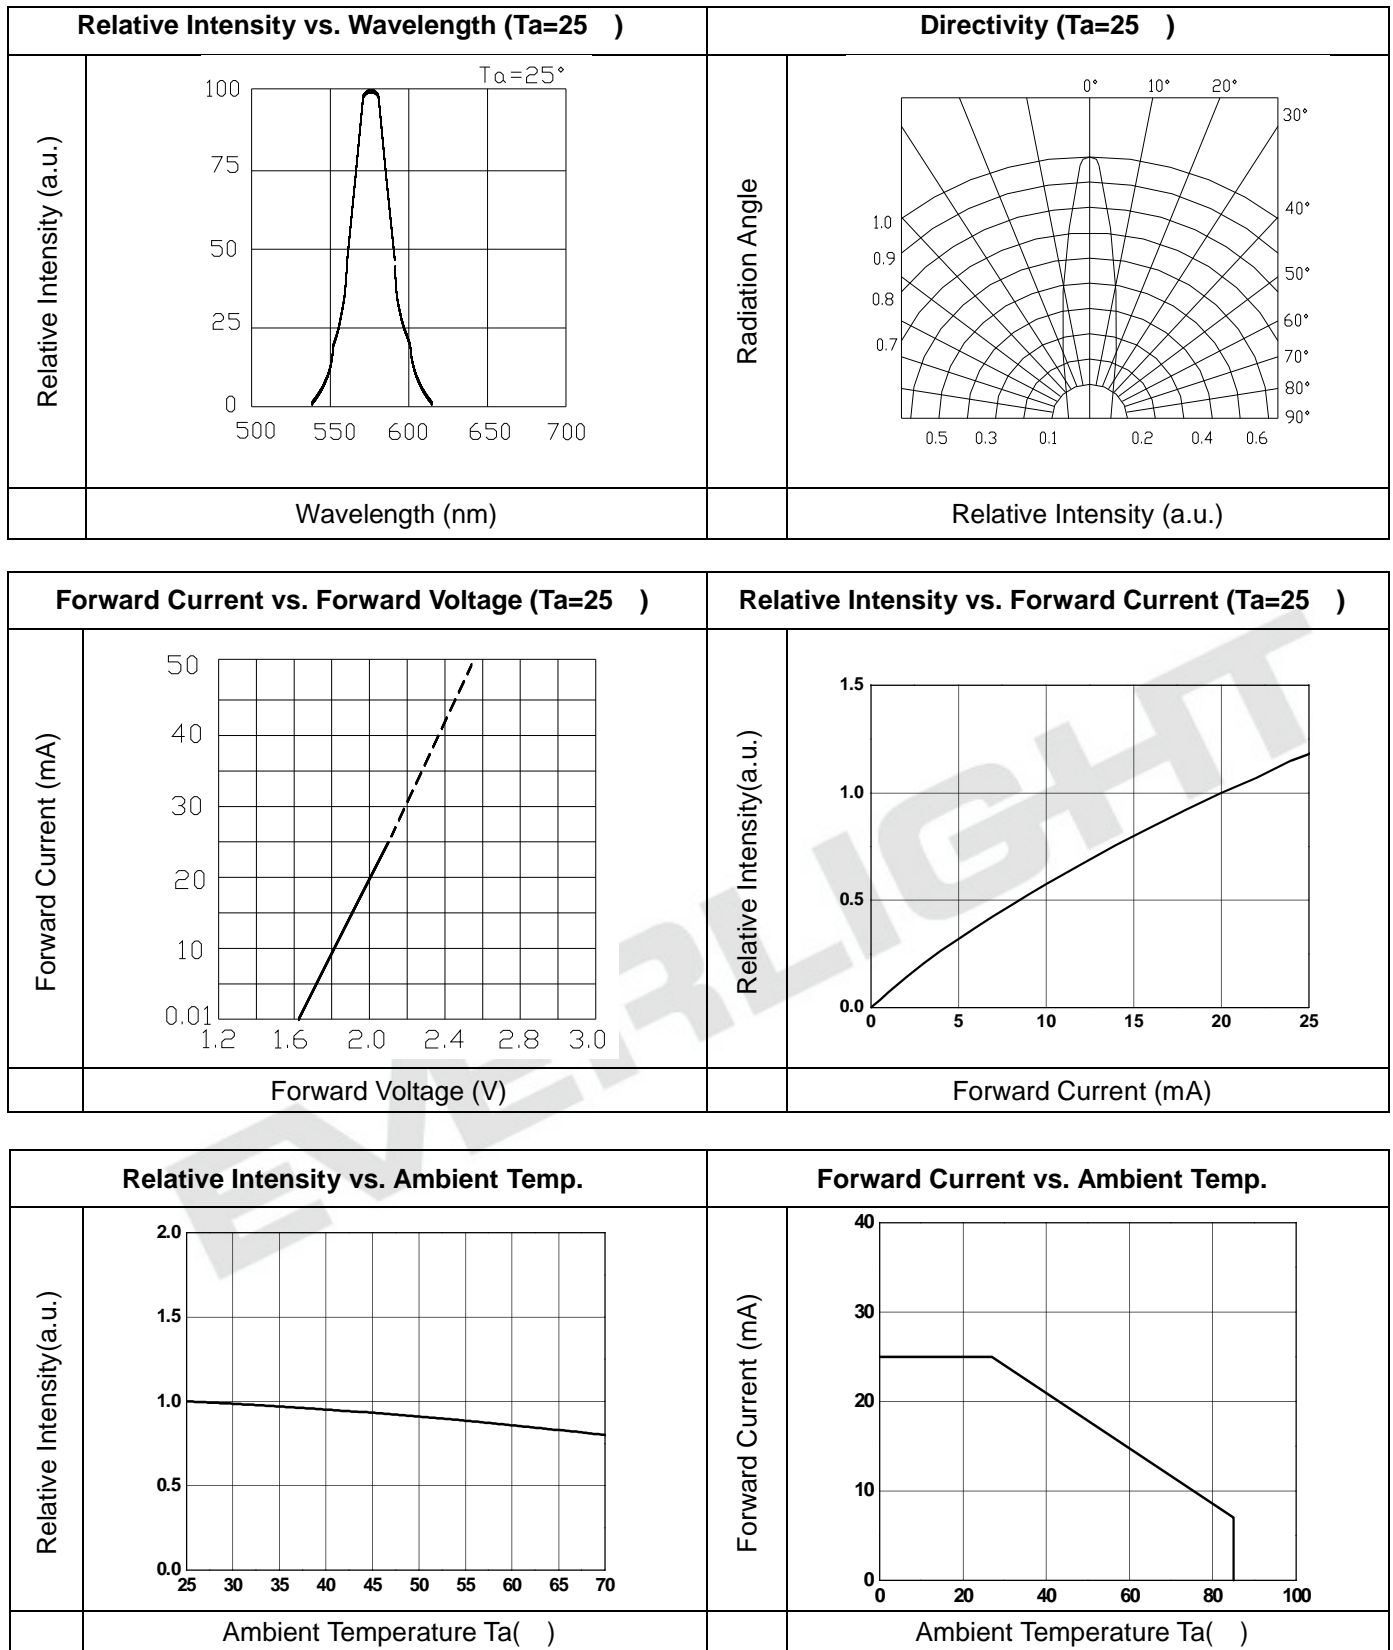 Relative Intensity vs. Wavelength (Ta=25 )
Directivity (Ta=25 )
Relative Intensity (a.u.)
Ta=25°
100
75
50
25
0
500 550 600 650 700
Wavelength (nm)
Radiation Angle
0° 10° 20°
30°
40°
50°
60°
70°
80°
90°
1.0
0.9
0.8
0.7
0.5 0.3 0.1 0.2 0.4 0.6
Relative Intensity (a.u.)
Forward Current vs. Forward Voltage (Ta=25 )
Relative Intensity vs. Forward Current (Ta=25 )
Forward Current (mA)
50
40
30
20
10
0.01
1.2 1.6 2.0 2.4 2.8 3.0
Forward Voltage (V)
Relative Intensity(a.u.)
1.5
1.0
0.5
0.0
0 5 10 15 20 25
Forward Current (mA)
EVERLIGHT
Relative Intensity vs. Ambient Temp.
Forward Current vs. Ambient Temp.
Relative Intensity(a.u.)
2.0
1.5
1.0
0.5
0.0
25 30 35 40 45 50 55 60 65 70
Ambient Temperature Ta( )
Forward Current (mA)
40
30
20
10
0
0 20 40 60 80 100
Ambient Temperature Ta( )